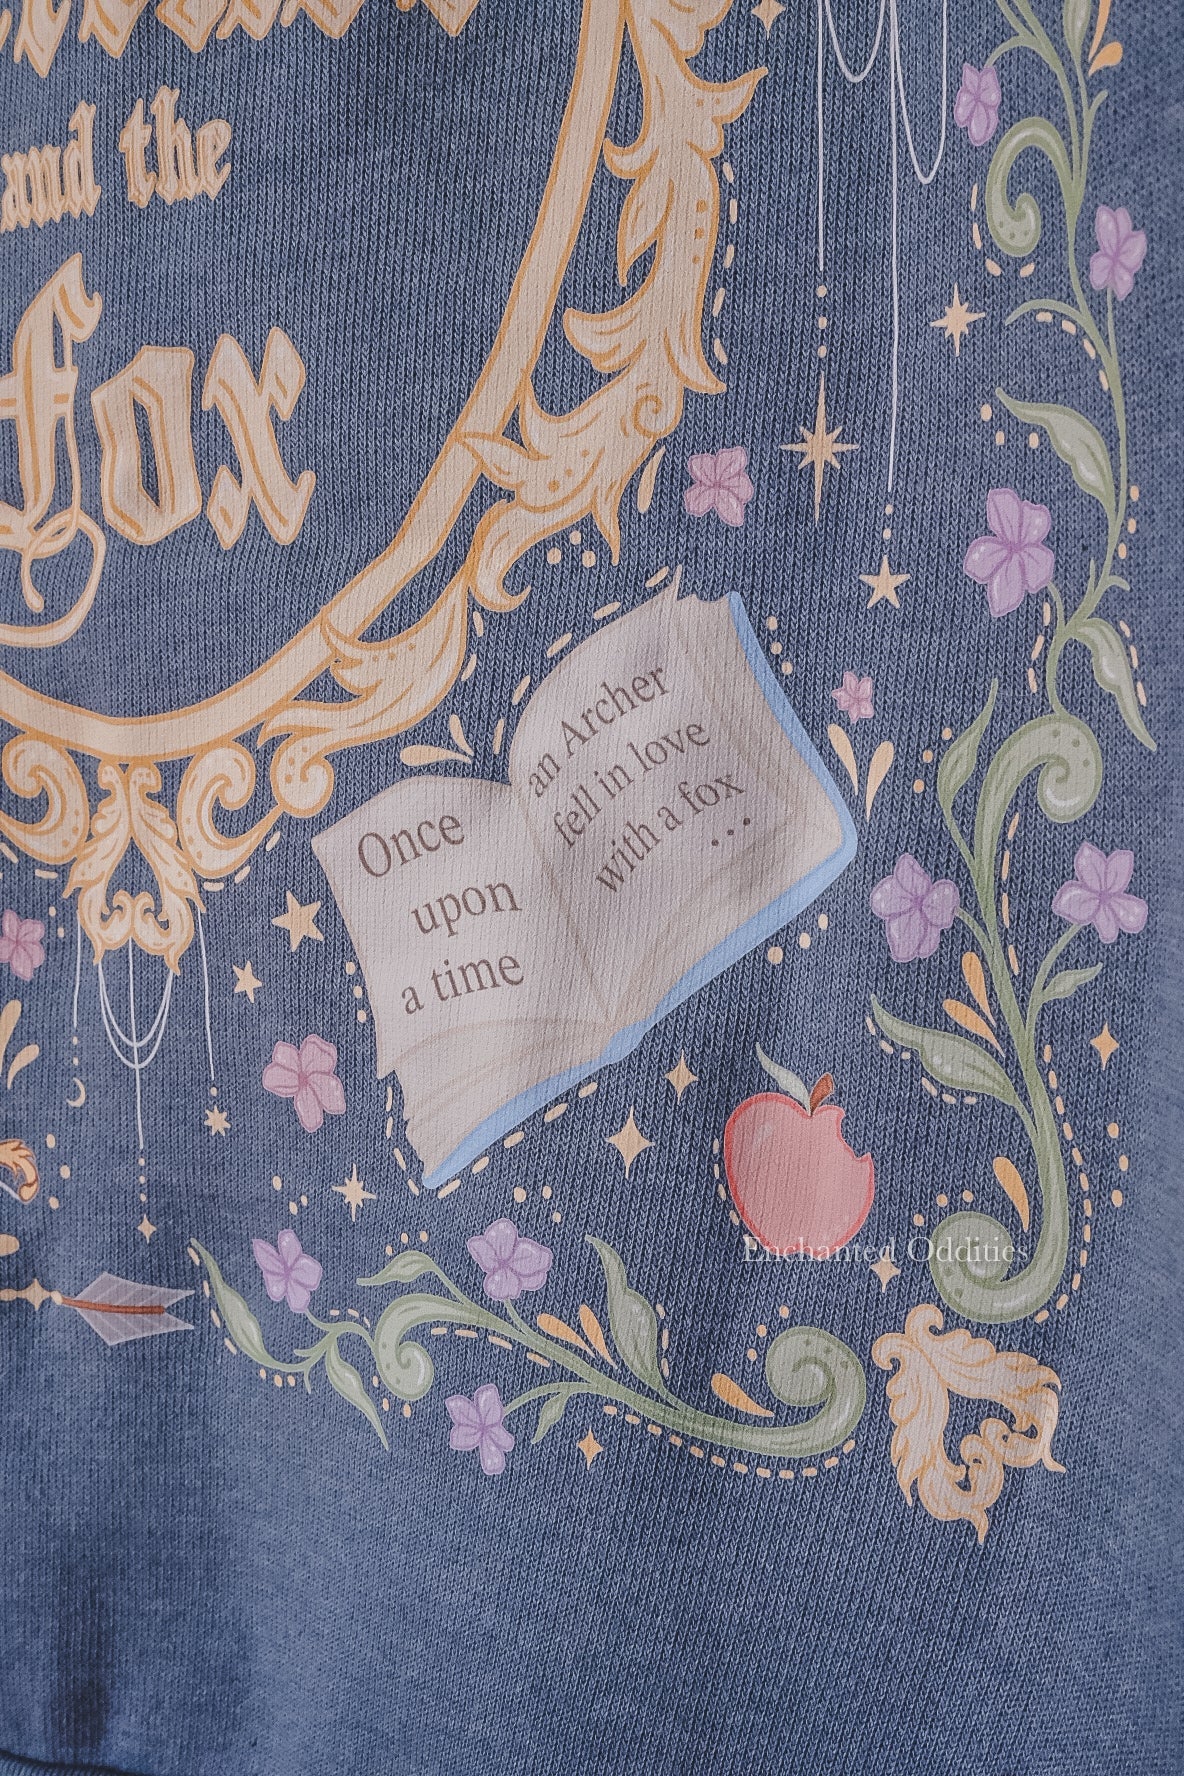 and the
fox
Once
upon
a time
an Archer
fell in love
with a fox
...
Enchanted Oddities